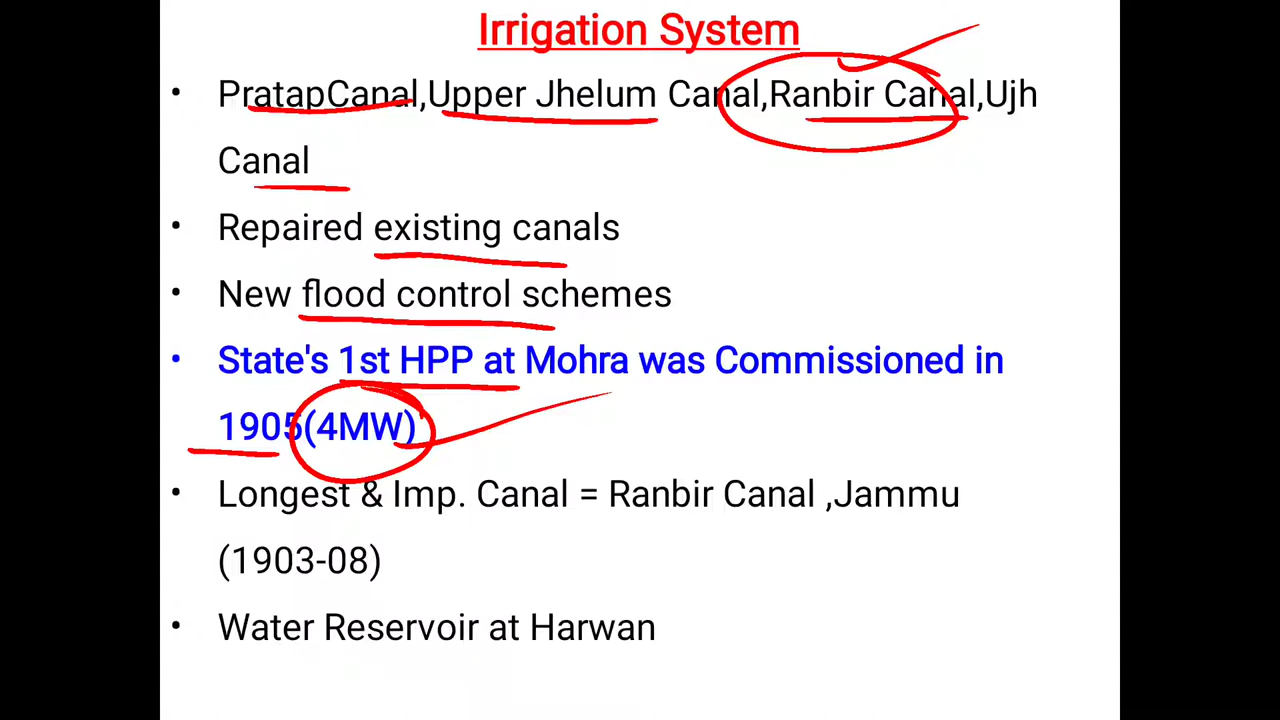 Irrigation System
• PratapCanal,Upper Jhelum Canal,Ranbir Canal,Ujh
Canal
• Repaired existing canals
• New flood control schemes
• State's 1st HPP at Mohra was Commissioned in
1905(4MW)
• Longest & Imp. Canal = Ranbir Canal ,Jammu
(1903-08)
• Water Reservoir at Harwan